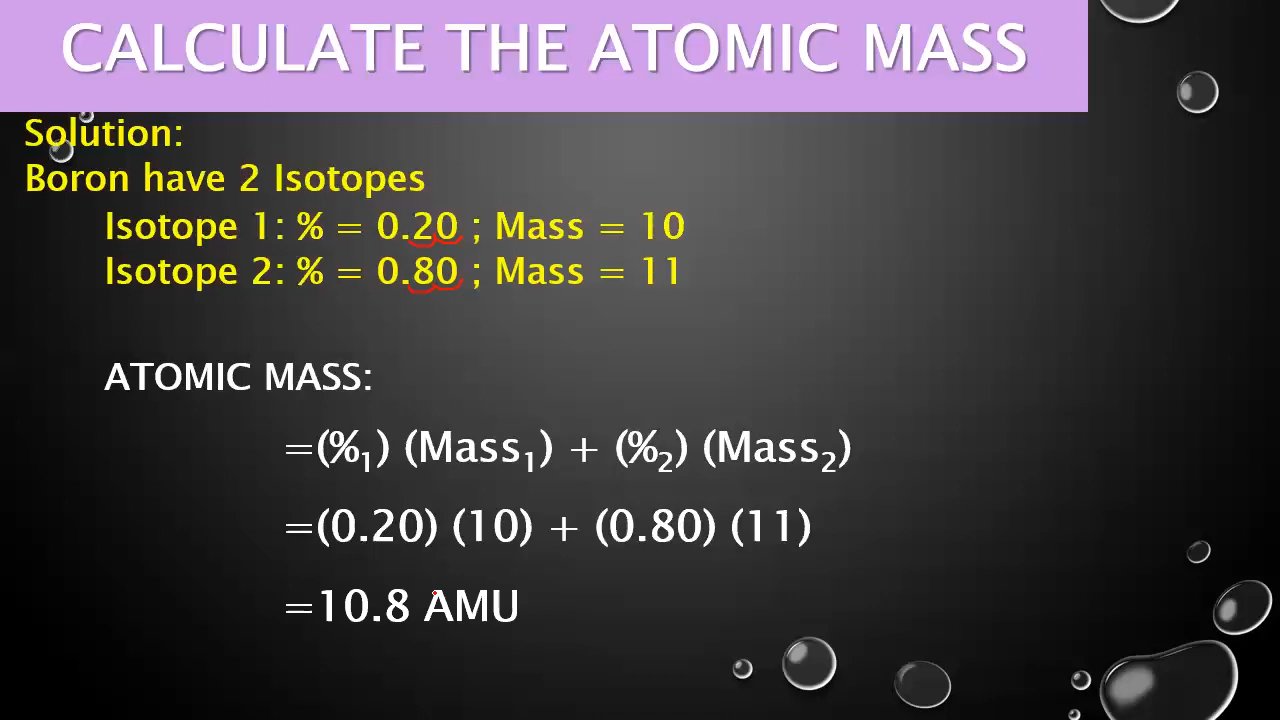 CALCULATE THE ATOMIC MASS
Solution:
Boron have 2 Isotopes
Isotope 1: % = 0.20 ; Mass = 10
Isotope 2: % = 0.80 ; Mass = 11
ATOMIC MASS:
=(%₁) (Mass₁) + (%₂) (Mass₂)
=(0.20) (10) + (0.80) (11)
=10.8 AMU